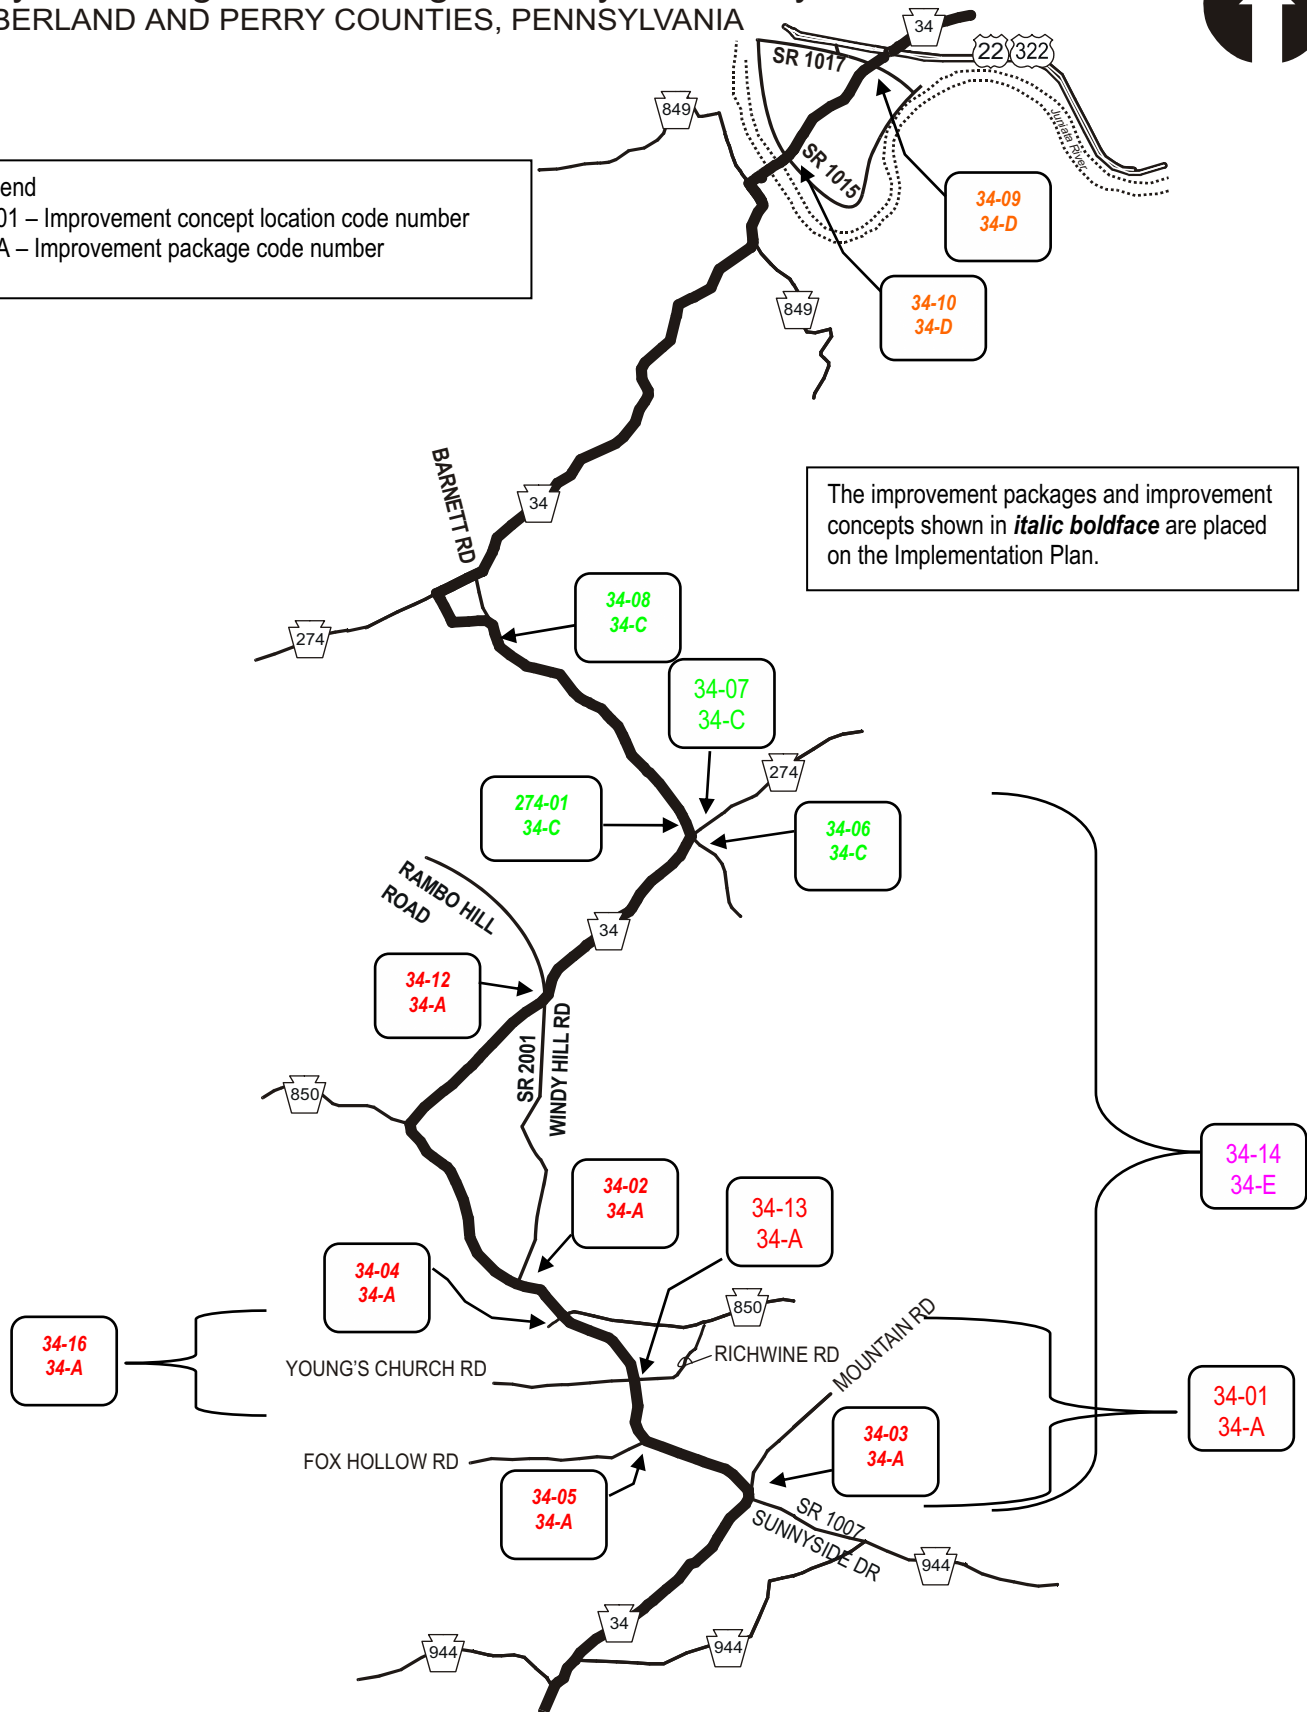 BERLAND AND PERRY COUNTIES, PENNSYLVANIA
34
22 322
SR 1017
849
Juniata River
SR 1015
end
01 – Improvement concept location code number
A – Improvement package code number
34-09
34-D
34-10
34-D
849
BARNETT RD
34
The improvement packages and improvement
concepts shown in italic boldface are placed
on the Implementation Plan.
34-08
34-C
274
34-07
34-C
274
274-01
34-C
34-06
34-C
RAMBO HILL
ROAD
34
34-12
34-A
SR 2001
WINDY HILL RD
850
34-14
34-E
34-02
34-A
34-13
34-A
34-04
34-A
850
34-16
34-A
YOUNG'S CHURCH RD
RICHWINE RD
MOUNTAIN RD
34-01
34-A
34-03
34-A
FOX HOLLOW RD
34-05
34-A
SR 1007
SUNNYSIDE DR
944
34
944
944